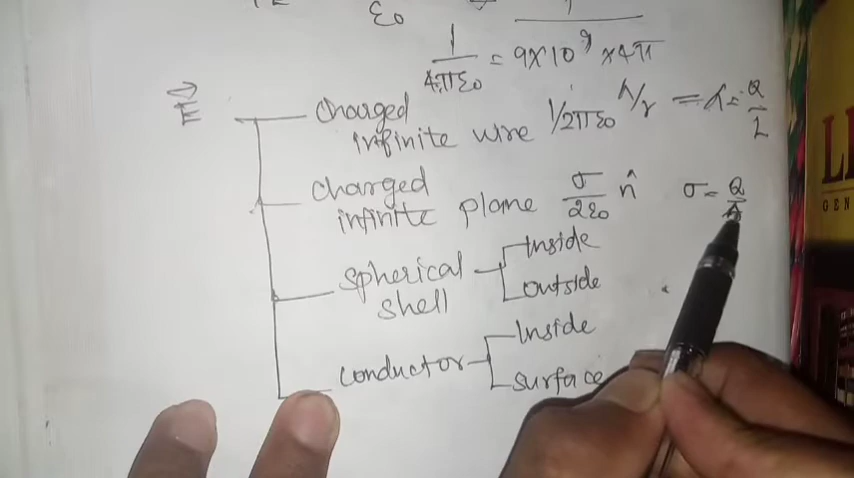 ε₀
1/4πε₀ = 9×10⁹ ×4π
E⃗
Charged infinite wire 1/2πε₀ λ/r = λ = Q/L
Charged infinite plane σ/2ε₀ n̂ σ = Q/A
Spherical shell
Inside
Outside
Conductor
Inside
Surface
GEN